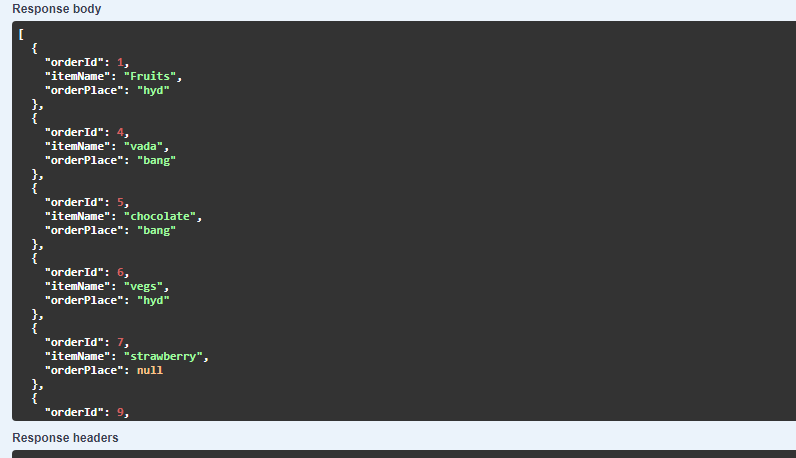 Response body
[
  {
    "orderId": 1,
    "itemName": "Fruits",
    "orderPlace": "hyd"
  },
  {
    "orderId": 4,
    "itemName": "vada",
    "orderPlace": "bang"
  },
  {
    "orderId": 5,
    "itemName": "chocolate",
    "orderPlace": "bang"
  },
  {
    "orderId": 6,
    "itemName": "vegs",
    "orderPlace": "hyd"
  },
  {
    "orderId": 7,
    "itemName": "strawberry",
    "orderPlace": null
  },
  {
    "orderId": 9,
Response headers